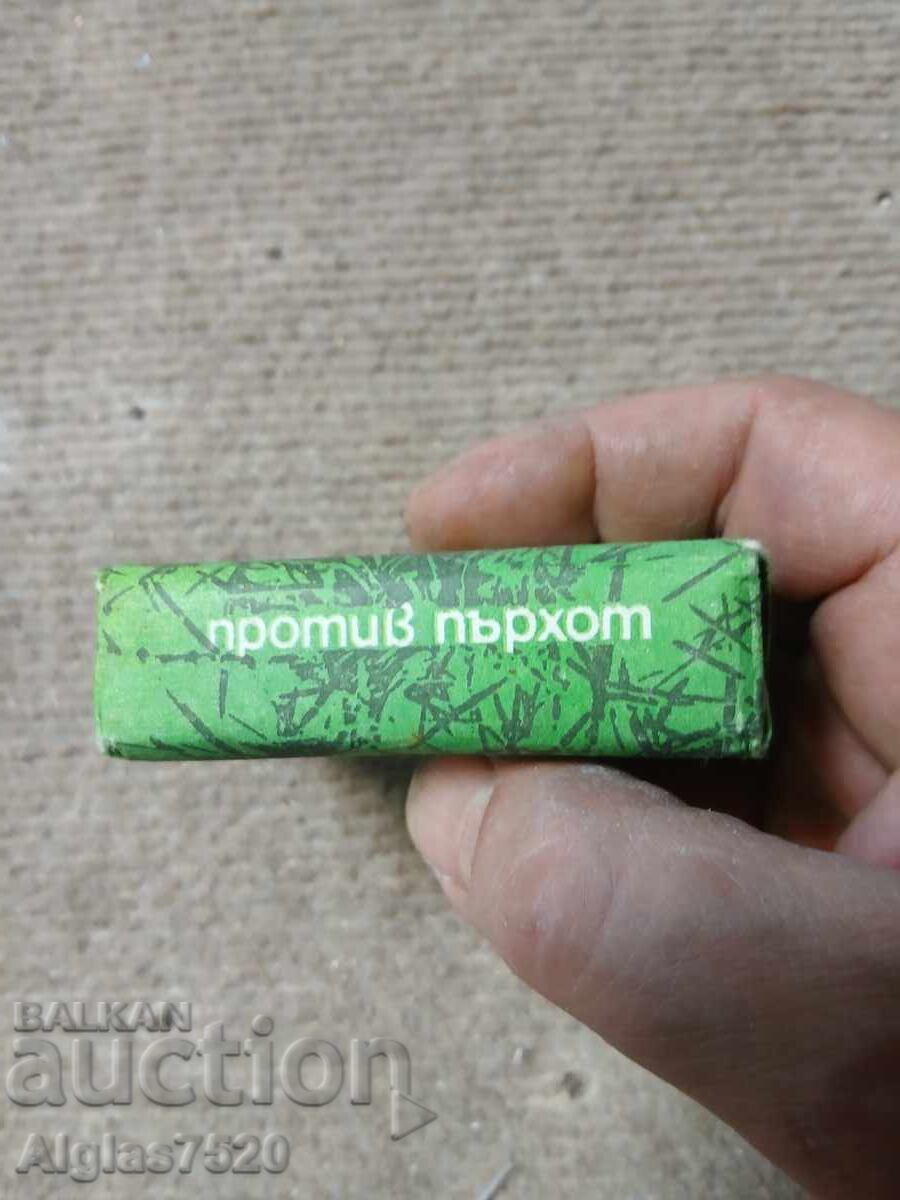 против пърхот
BALKAN
auction
Alglas7520